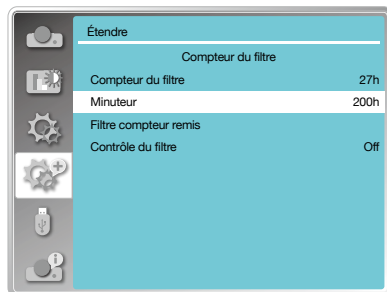 Étendre
Compteur du filtre
Compteur du filtre 27h
Minuteur 200h
Filtre compteur remis
Contrôle du filtre Off